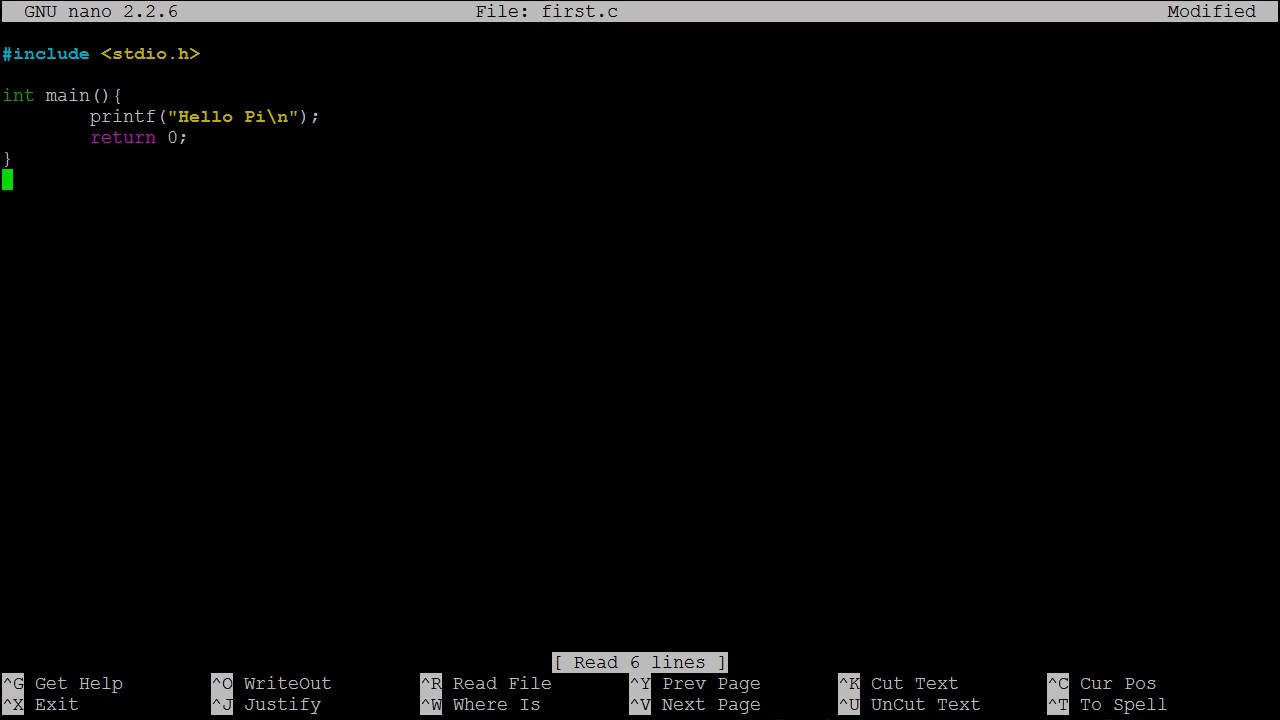 GNU nano 2.2.6 File: first.c Modified
#include <stdio.h>
int main(){
printf("Hello Pi\n");
return 0;
}
[ Read 6 lines ]
^G Get Help ^O WriteOut ^R Read File ^Y Prev Page ^K Cut Text ^C Cur Pos
^X Exit ^J Justify ^W Where Is ^V Next Page ^U UnCut Text ^T To Spell